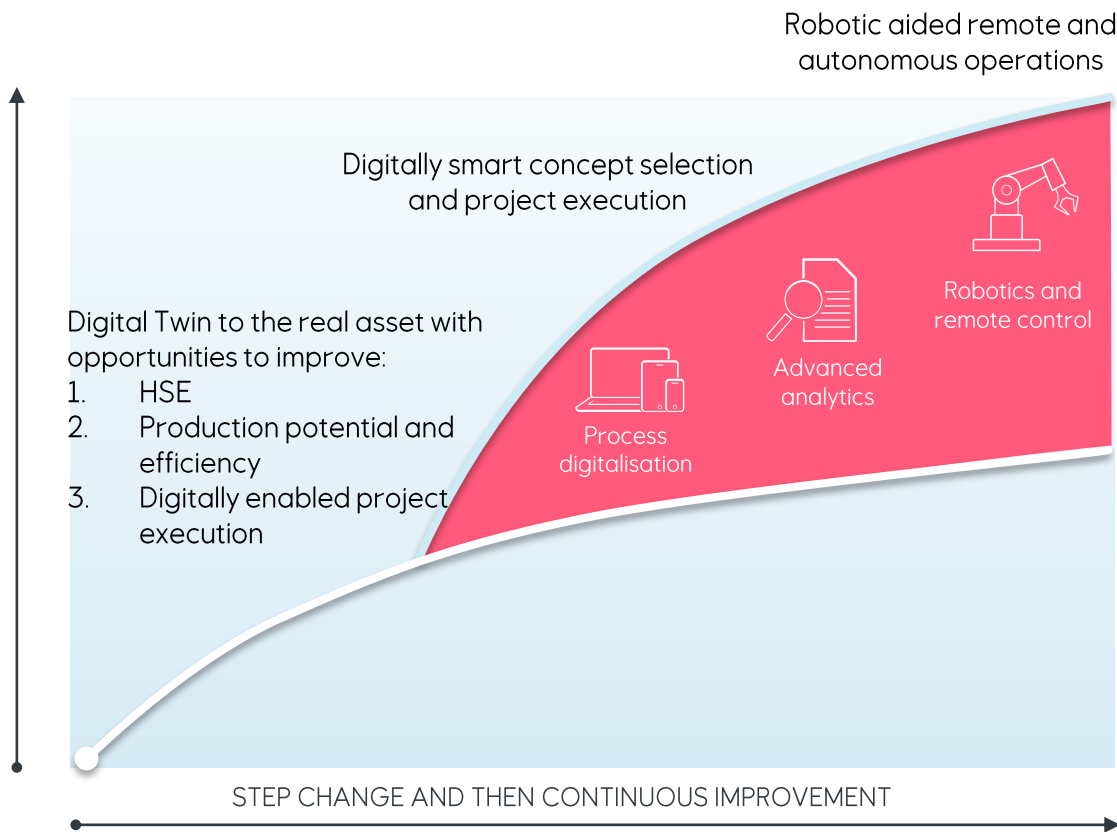 Robotic aided remote and
autonomous operations
Digitally smart concept selection
and project execution
Digital Twin to the real asset with
opportunities to improve:
1. HSE
2. Production potential and
efficiency
3. Digitally enabled project
execution
Robotics and
remote control
Advanced
analytics
Process
digitalisation
STEP CHANGE AND THEN CONTINUOUS IMPROVEMENT